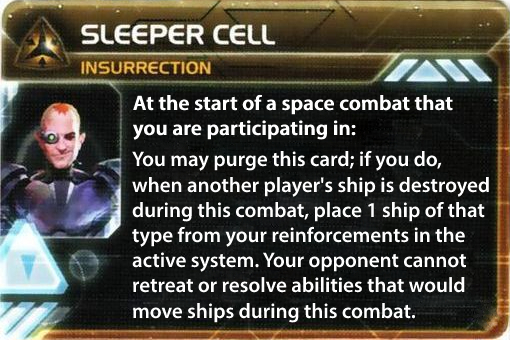 SLEEPER CELL
INSURRECTION
At the start of a space combat that
you are participating in:
You may purge this card; if you do,
when another player's ship is destroyed
during this combat, place 1 ship of that
type from your reinforcements in the
active system. Your opponent cannot
retreat or resolve abilities that would
move ships during this combat.